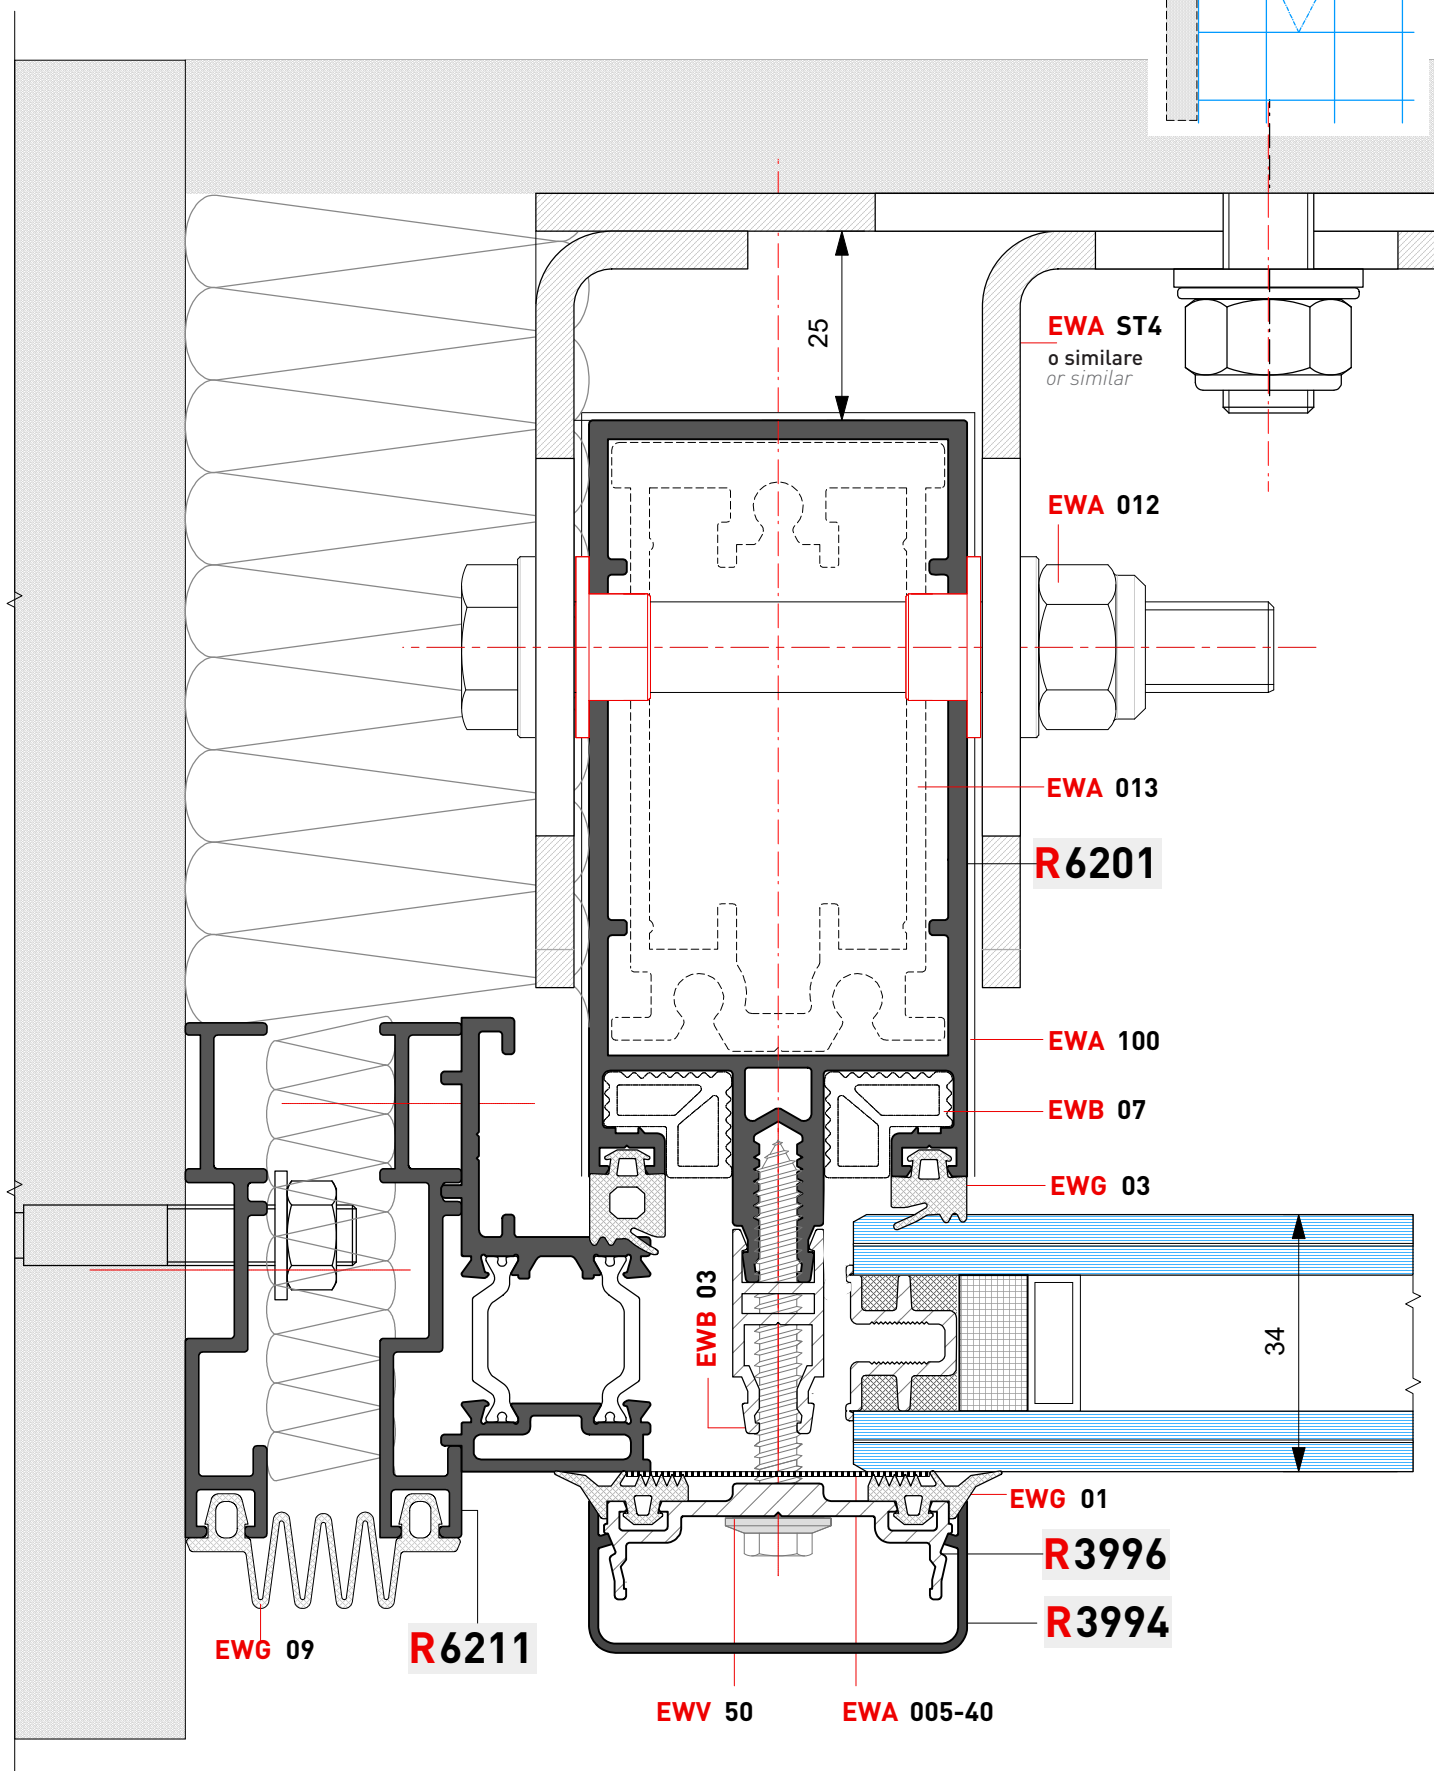 25
EWA ST4
o similare
or similar
EWA 012
EWA 013
R6201
EWA 100
EWB 07
EWG 03
EWB 03
34
EWG 01
R3996
R3994
EWG 09
R6211
EWV 50
EWA 005-40